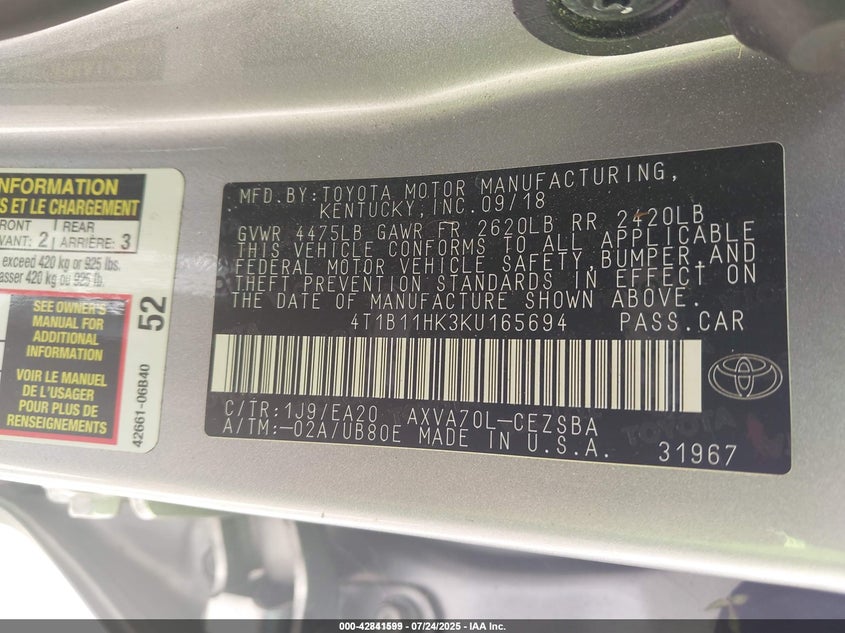 NFORMATION
S ET LE CHARGEMENT
FRONT
REAR
VANT: 2
ARRIÈRE: 3
exceed 420 kg or 925 lbs.
asser 420 kg ou 925 lb.
SEE OWNER'S
MANUAL FOR
ADDITIONAL
INFORMATION
VOIR LE MANUEL
DE L'USAGER
POUR PLUS DE
RENSEIGNEMENTS
52
42661-06B40
MFD.BY:TOYOTA MOTOR MANUFACTURING,
KENTUCKY,INC.09/18
GVWR 4475LB GAWR FR 2620LB RR 2420LB
THIS VEHICLE CONFORMS TO ALL APPLICABLE
FEDERAL MOTOR VEHICLE SAFETY,BUMPER,AND
THEFT PREVENTION STANDARDS IN EFFECT ON
THE DATE OF MANUFACTURE SHOWN ABOVE.
4T1B11HK3KU165694 PASS.CAR
C/TR:1J9/EA20 AXVA70L-CEZSBA
A/TM:-02A/UB80E MADE IN U.S.A.
31967
000-42841599 | 07/24/2025 - IAA Inc.